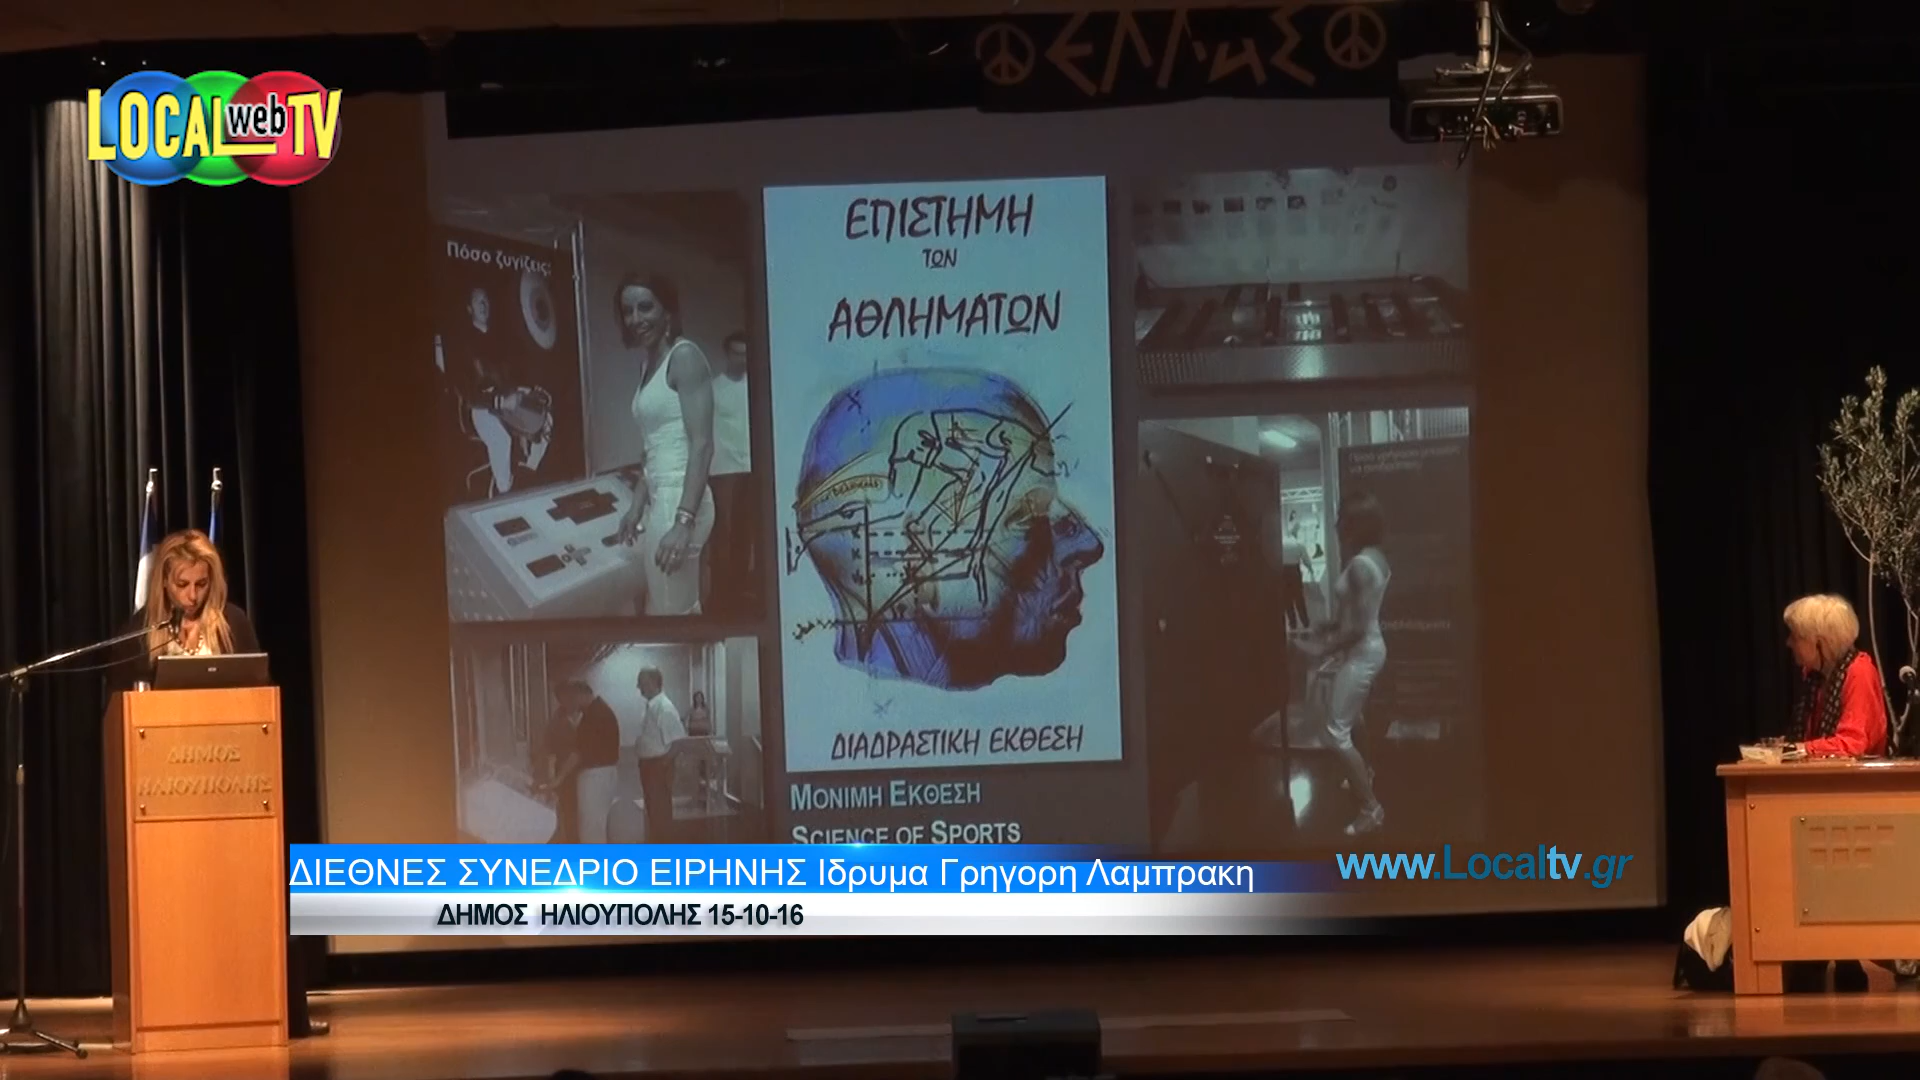 LOCAL web TV
ΕΛΛΑΣ
Πόσο ζυγίζεις;
ΕΠΙΣΤΗΜΗ
ΤΩΝ
ΑΘΛΗΜΑΤΩΝ
ΔΙΑΔΡΑΣΤΙΚΗ ΕΚΘΕΣΗ
ΜΟΝΙΜΗ ΕΚΘΕΣΗ
SCIENCE OF SPORTS
ΔΗΜΟΣ
ΗΛΙΟΥΠΟΛΗΣ
ΔΙΕΘΝΕΣ ΣΥΝΕΔΡΙΟ ΕΙΡΗΝΗΣ Ιδρυμα Γρηγορη Λαμπρακη
www.Localtv.gr
ΔΗΜΟΣ ΗΛΙΟΥΠΟΛΗΣ 15-10-16